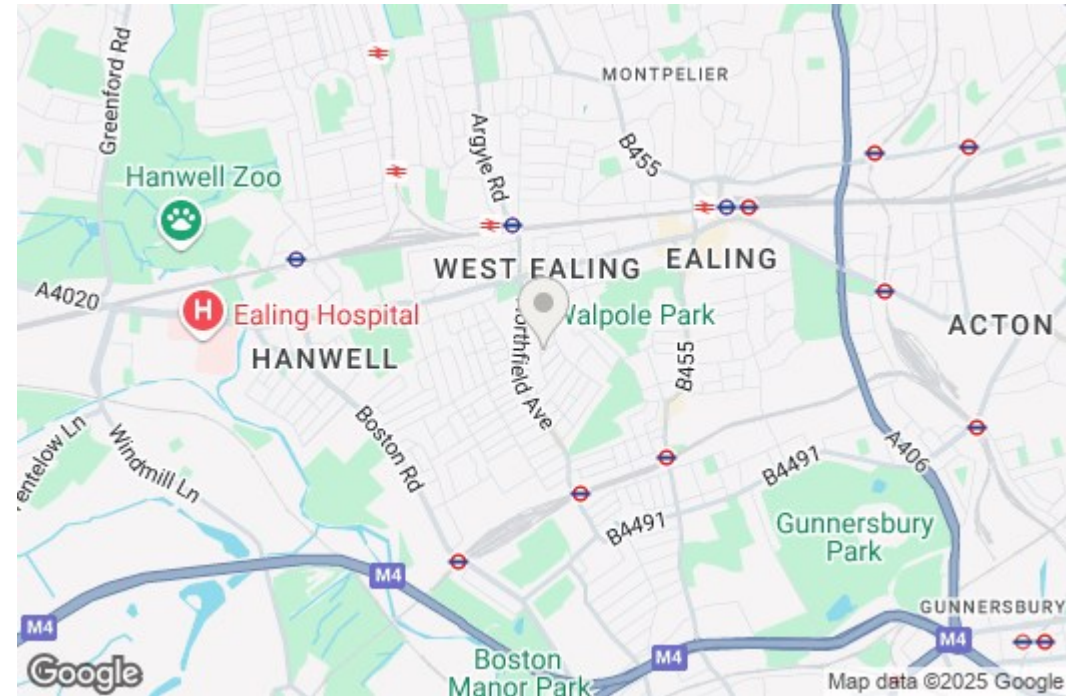 Greenford Rd
MONTPELIER
Argyle Rd
B455
Hanwell Zoo
WEST EALING
EALING
A4020
H
Ealing Hospital
Walpole Park
ACTON
HANWELL
Northfield Ave
B455
Boston Rd
Windmill Ln
A406
B4491
B4491
Gunnersbury
Park
M4
GUNNERSBURY
M4
M4
M4
Boston
Manor Park
Google
Map data ©2025 Google